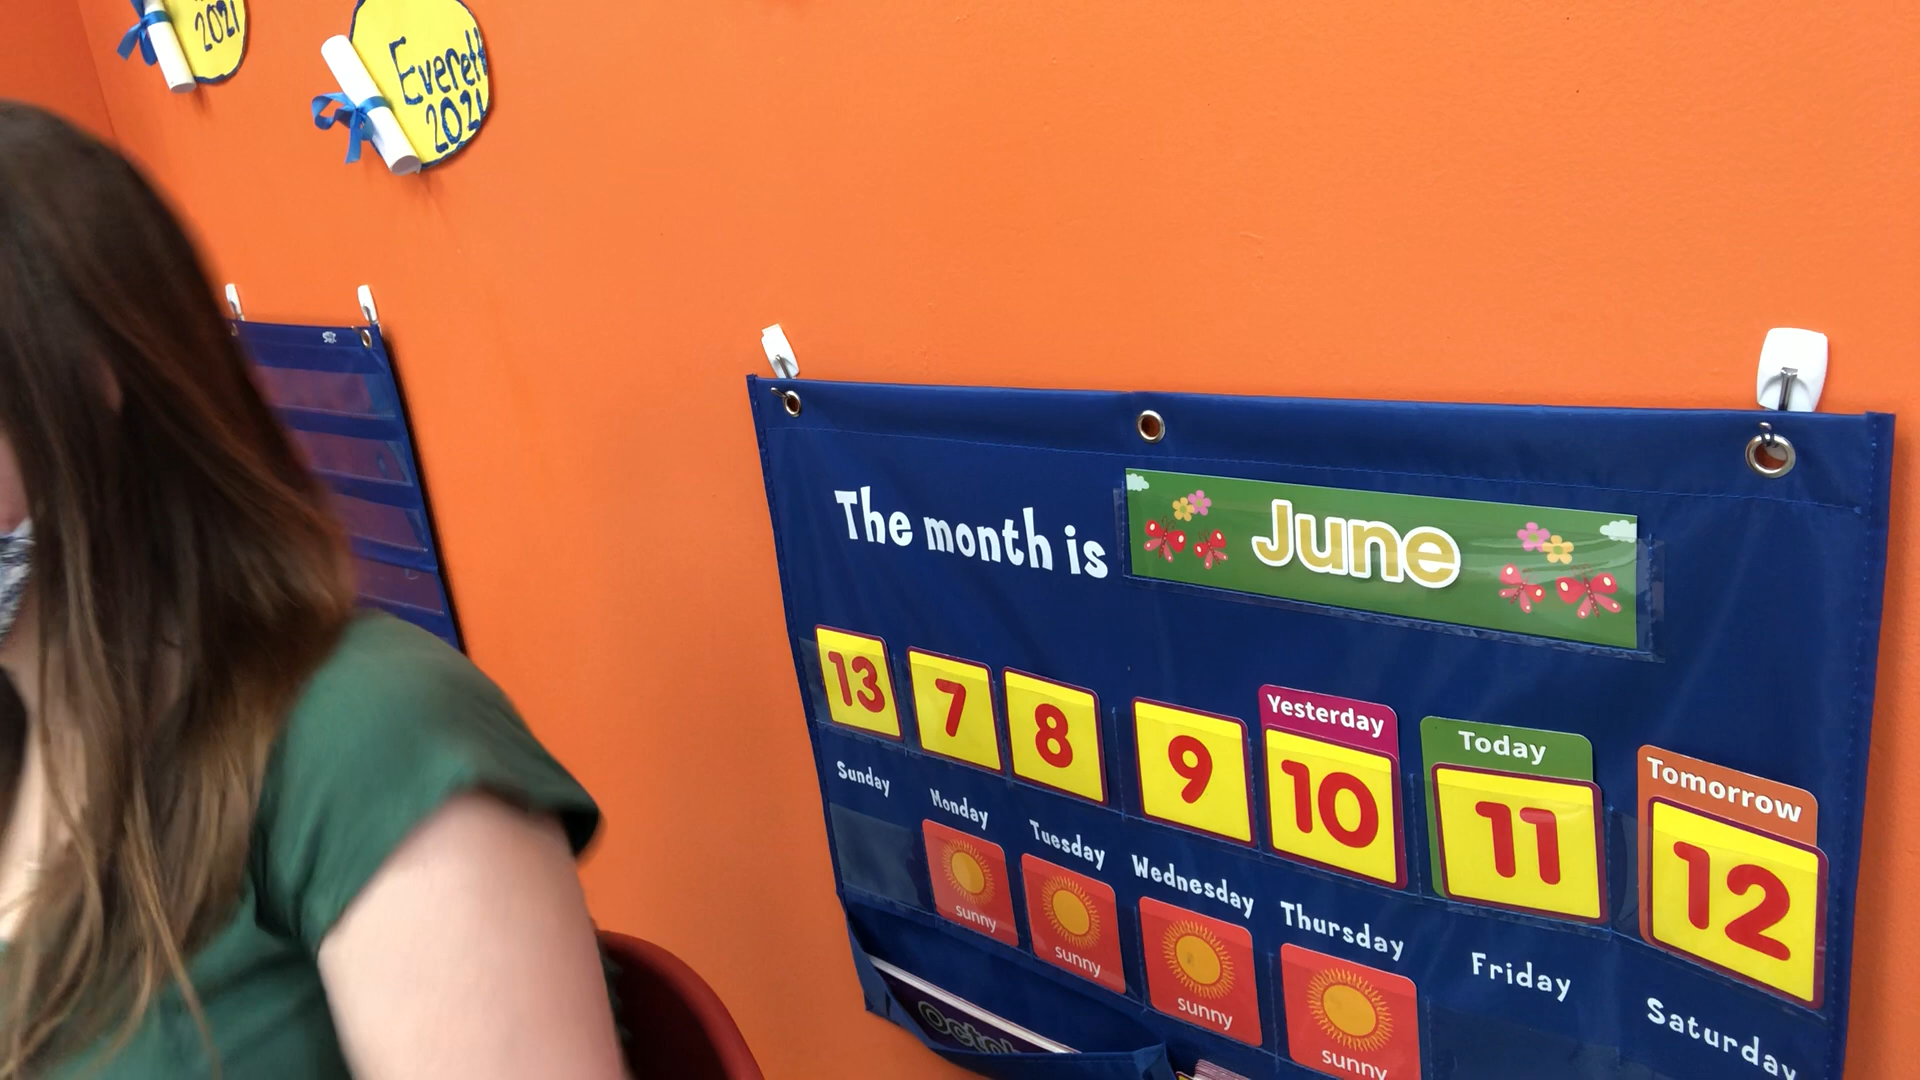 2021
Everett
2021
The month is June
Yesterday
Today
Tomorrow
13 7 8 9 10 11 12
Sunday Monday Tuesday Wednesday Thursday Friday Saturday
sunny sunny sunny sunny